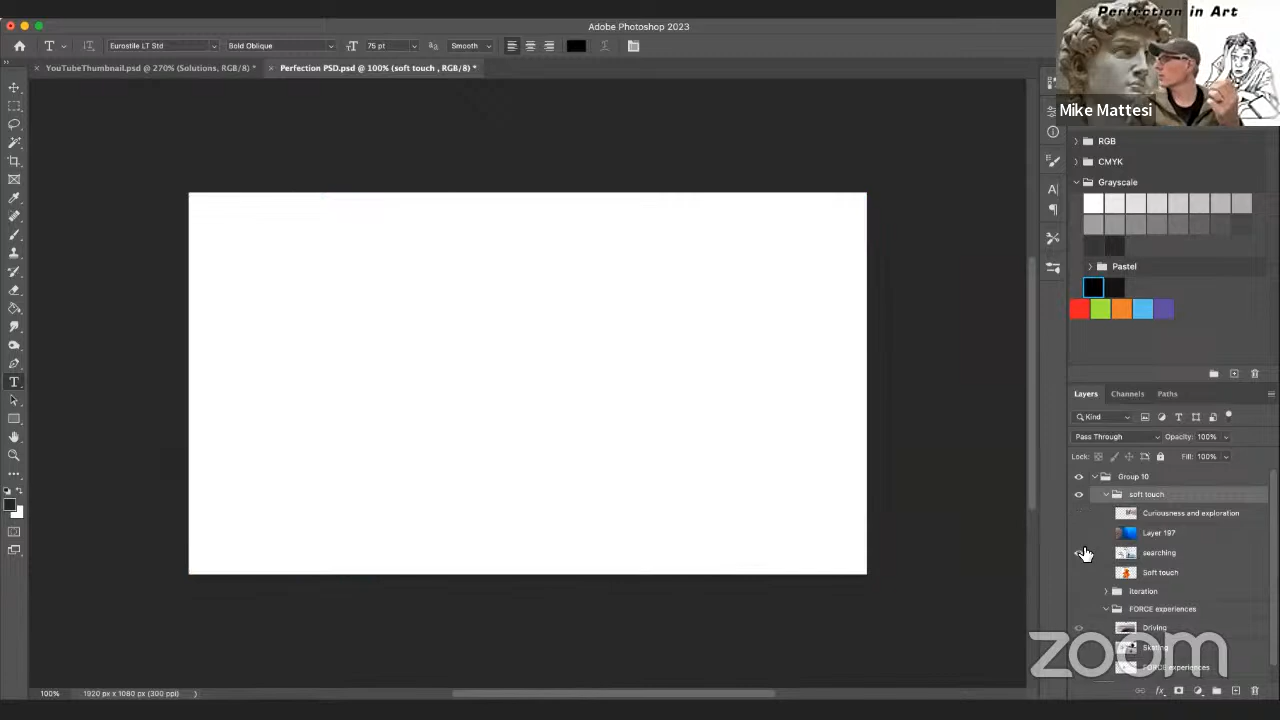 Adobe Photoshop 2023
Perfection in Art
Mike Mattesi
Eurostile LT Std
Bold Oblique
75 pt
Smooth
YouTubeThumbnail.psd @ 270% (Solutions, RGB/8) *
Perfection PSD.psd @ 100% (soft touch , RGB/8) *
RGB
CMYK
Grayscale
Pastel
Layers
Channels
Paths
Kind
Pass Through
Opacity: 100%
Lock:
Fill: 100%
Group 10
soft touch
Curiousness and exploration
Layer 197
searching
Soft touch
iteration
FORCE experiences
Driving
Skating
FORCE experiences
zoom
100%
1920 px x 1080 px (300 ppi)